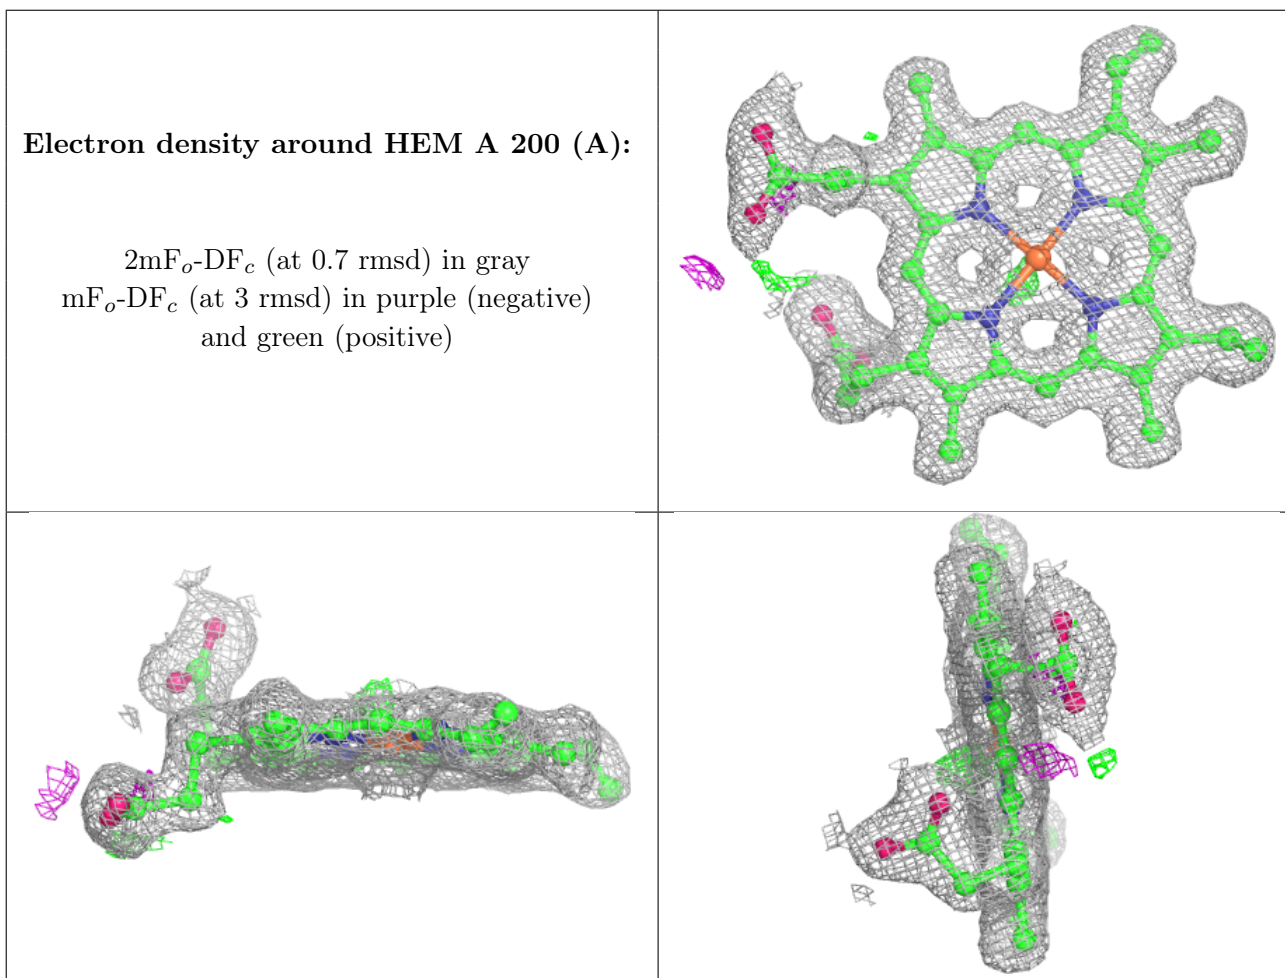 Electron density around HEM A 200 (A):
2mFo-DFc (at 0.7 rmsd) in gray
mFo-DFc (at 3 rmsd) in purple (negative)
and green (positive)